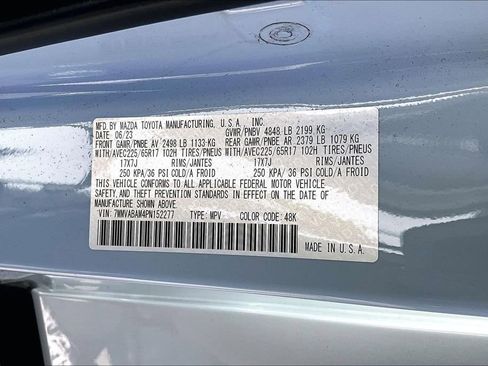 MFD. BY MAZDA TOYOTA MANUFACTURING, U.S.A., INC.
DATE 06/23 GVWR/PNBV 4848 LB 2199 KG
FRONT GAWR/PNBE AV 2498 LB 1133 KG REAR GAWR/PNBE AR 2379 LB 1079 KG
WITH/AVEC225/65R17 102H TIRES/PNEUS WITH/AVEC225/65R17 102H TIRES/PNEUS
17X7J RIMS/JANTES 17X7J RIMS/JANTES
250 KPA/36 PSI COLD/A FROID 250 KPA/36 PSI COLD/A FROID
THIS VEHICLE CONFORMS TO ALL APPLICABLE FEDERAL MOTOR VEHICLE
SAFETY, AND THEFT PREVENTION STANDARDS IN EFFECT ON THE DATE OF
MANUFACTURE SHOWN ABOVE.
VIN: 7MMVABAM4PN152277 TYPE: MPV COLOR CODE: 48K
MADE IN U.S.A.